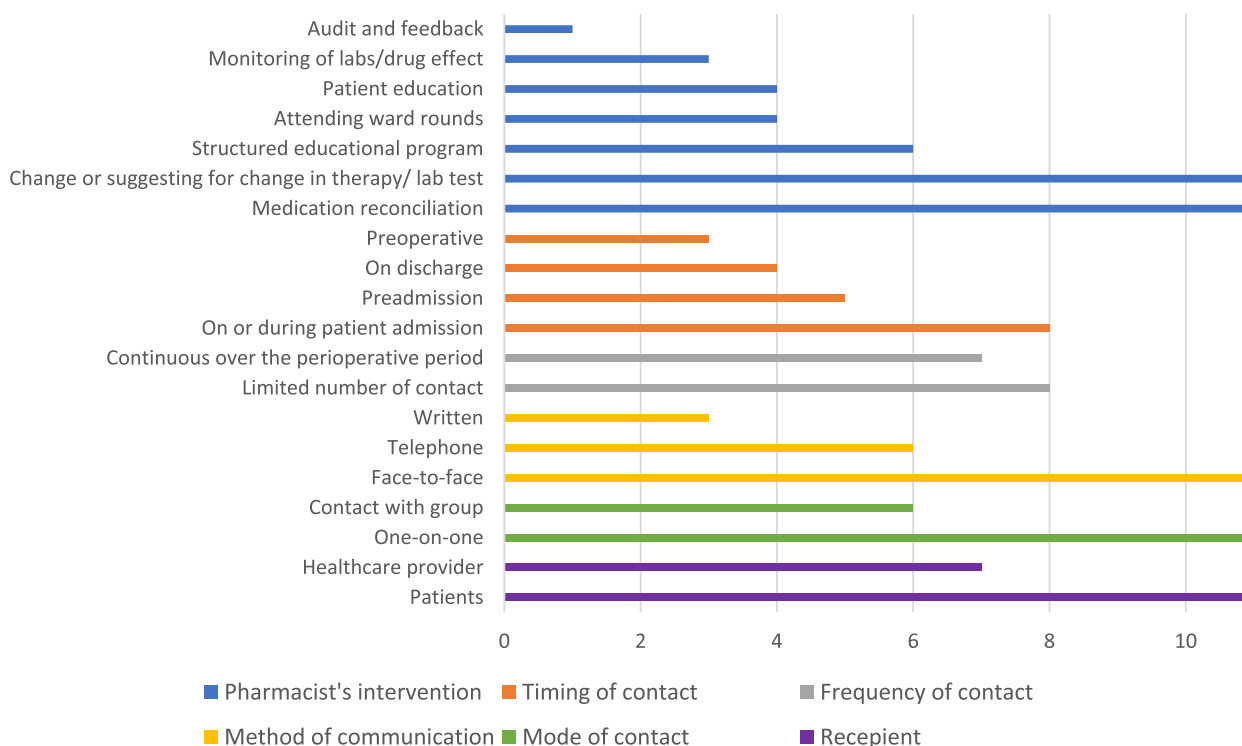 Audit and feedback
Monitoring of labs/drug effect
Patient education
Attending ward rounds
Structured educational program
Change or suggesting for change in therapy/ lab test
Medication reconciliation
Preoperative
On discharge
Preadmission
On or during patient admission
Continuous over the perioperative period
Limited number of contact
Written
Telephone
Face-to-face
Contact with group
One-on-one
Healthcare provider
Patients
0 2 4 6 8 10
Pharmacist's intervention Timing of contact Frequency of contact
Method of communication Mode of contact Recepient